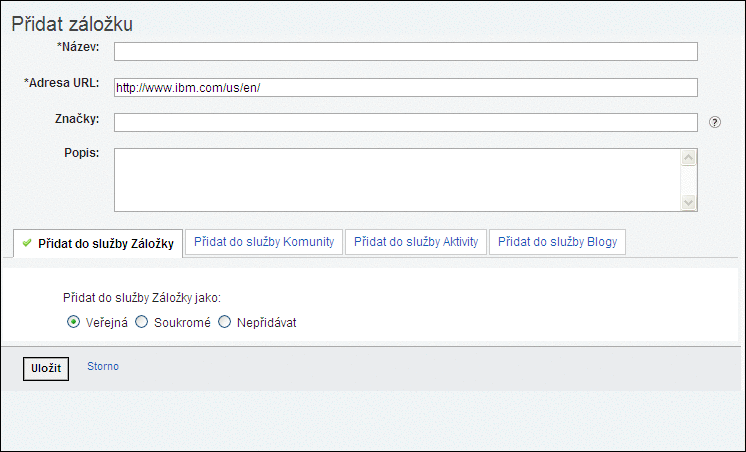 Přidat záložku
*Název:
*Adresa URL: http://www.ibm.com/us/en/
Značky: ?
Popis:
Přidat do služby Záložky Přidat do služby Komunity Přidat do služby Aktivity Přidat do služby Blogy
Přidat do služby Záložky jako:
Veřejná Soukromé Nepřidávat
Uložit Storno